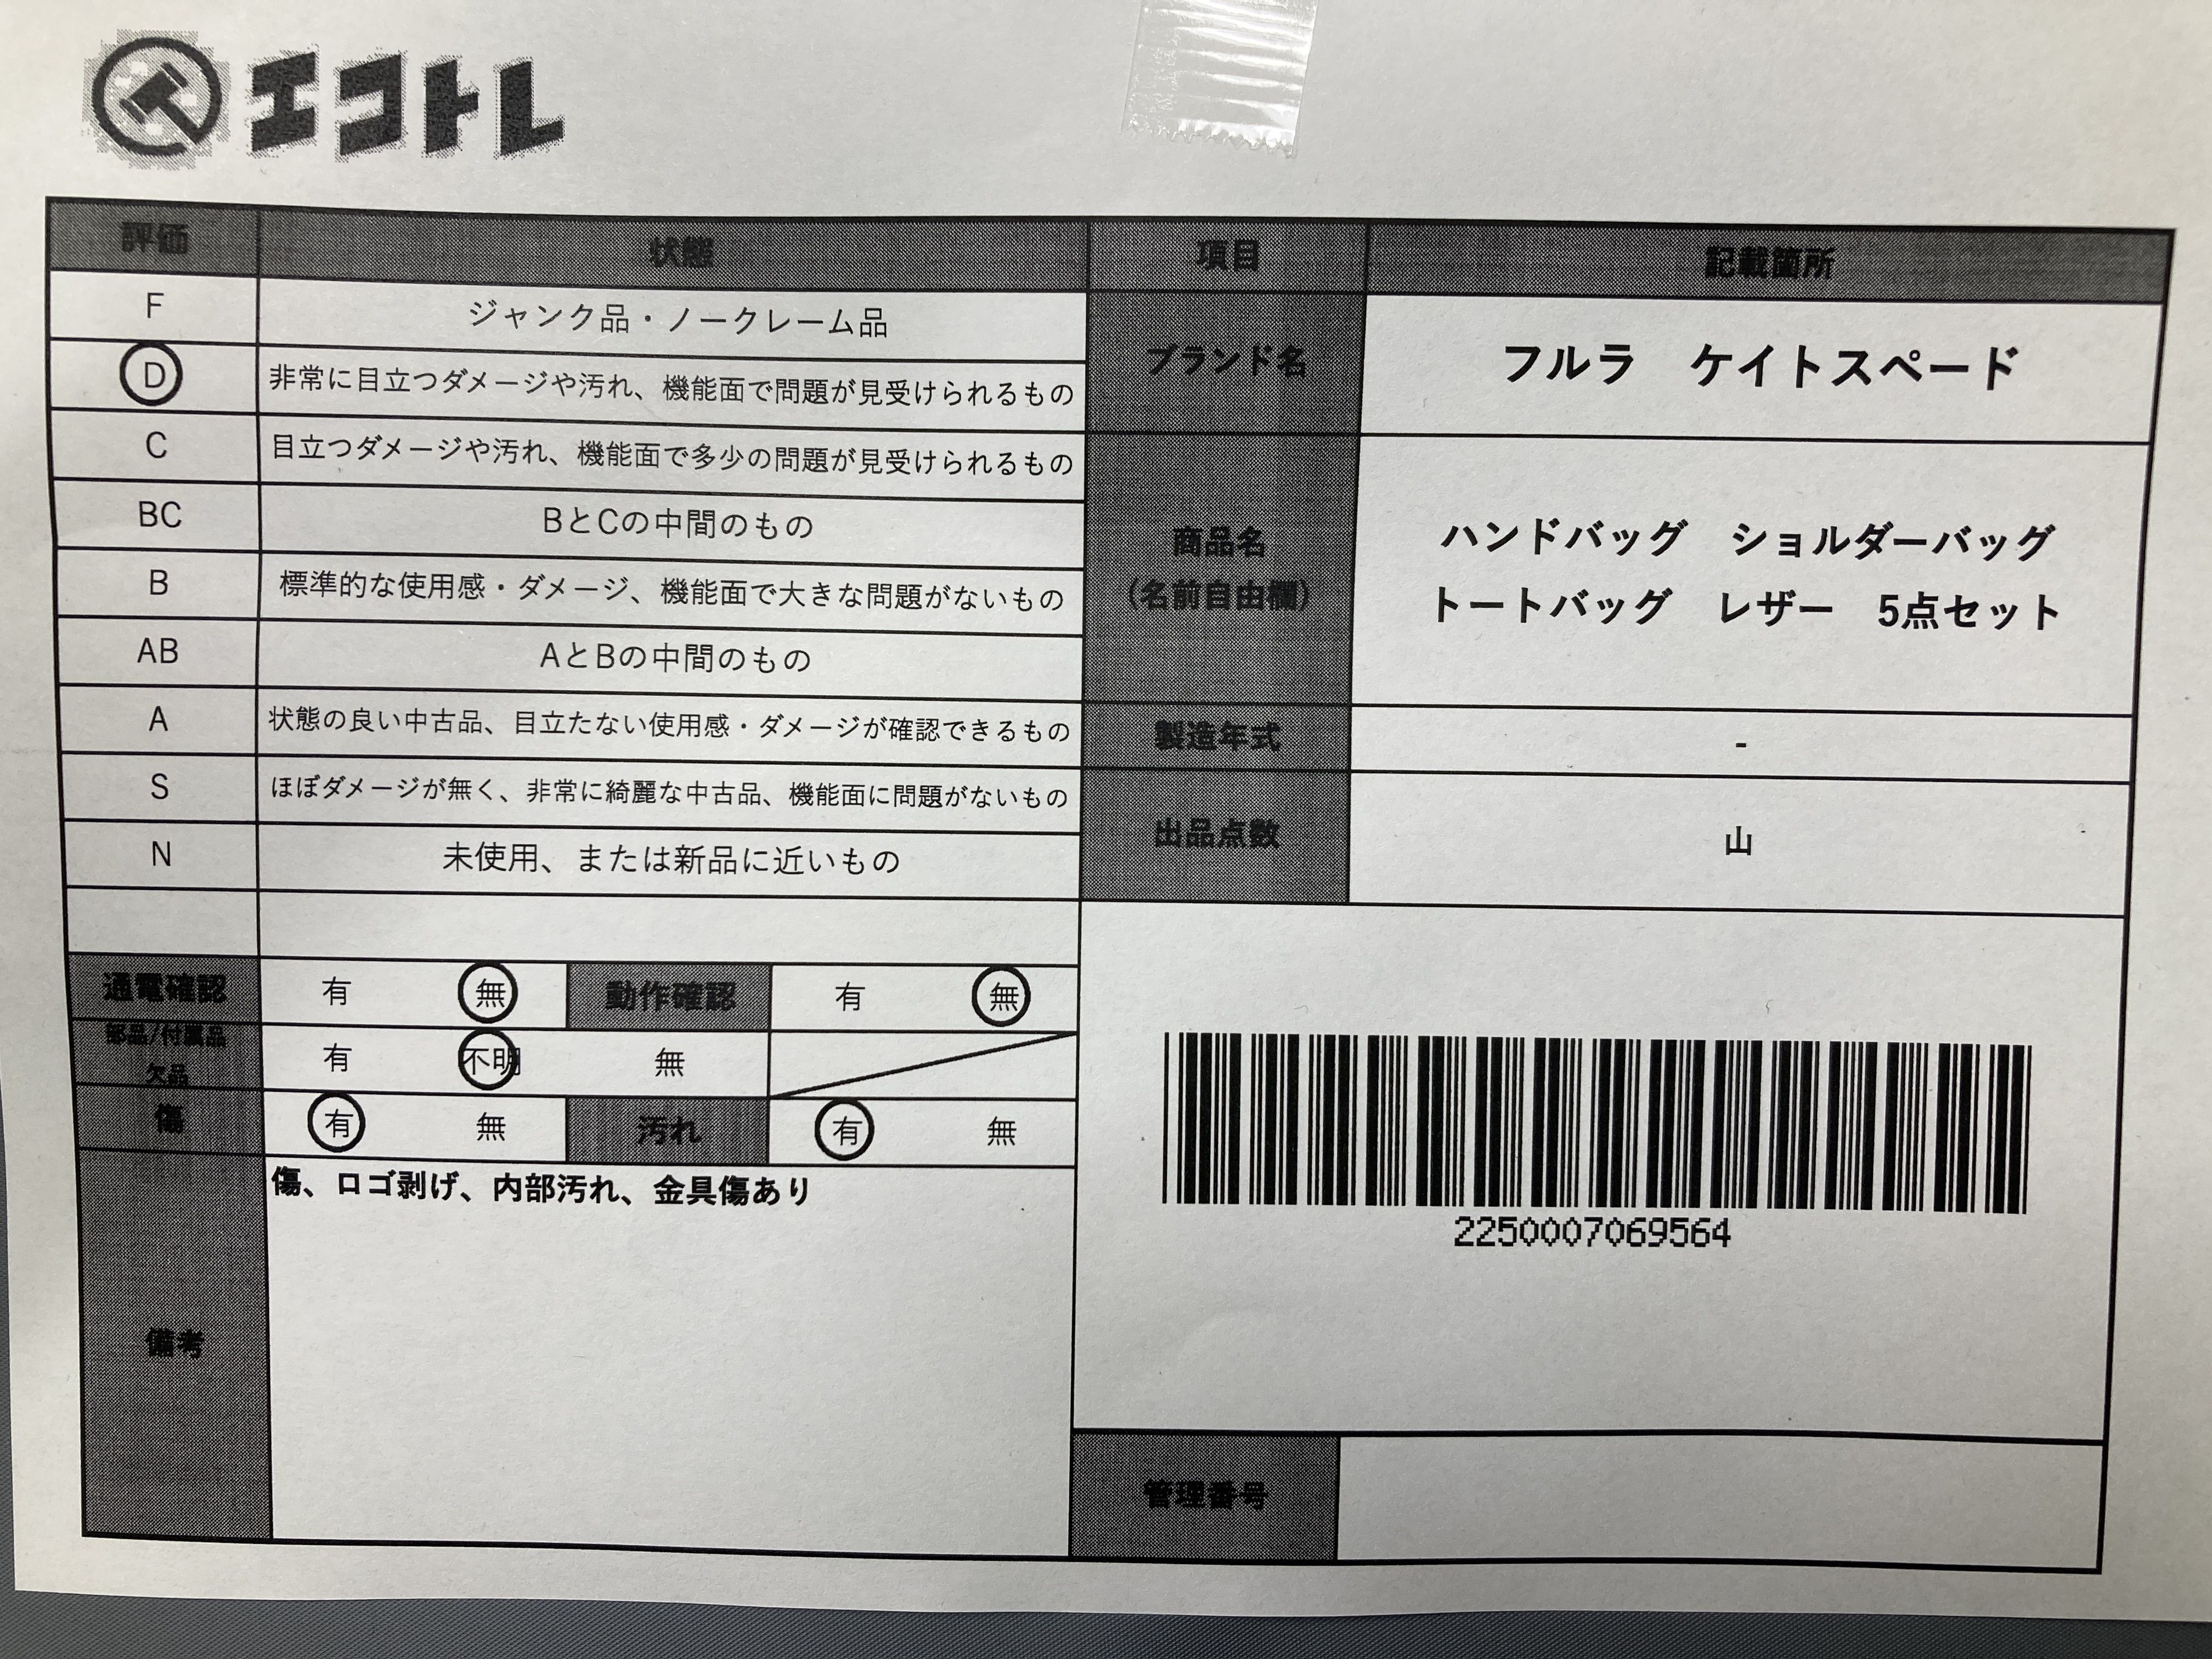 エコトレ
評価 状態 項目 記載箇所
F ジャンク品・ノークレーム品
D 非常に目立つダメージや汚れ、機能面で問題が見受けられるもの
C 目立つダメージや汚れ、機能面で多少の問題が見受けられるもの
BC BとCの中間のもの
B 標準的な使用感・ダメージ、機能面で大きな問題がないもの
AB AとBの中間のもの
A 状態の良い中古品、目立たない使用感・ダメージが確認できるもの
S ほぼダメージが無く、非常に綺麗な中古品、機能面に問題がないもの
N 未使用、または新品に近いもの
通電確認 有 無 動作確認 有 無
部品/付属品
欠品
有 不明 無
傷 有 無 汚れ 有 無
備考
傷、ロゴ剥げ、内部汚れ、金具傷あり
ブランド名 フルラ ケイトスペード
商品名
(名前自由欄)
ハンドバッグ ショルダーバッグ
トートバッグ レザー 5点セット
製造年式 -
出品点数 山
2250007069564
管理番号